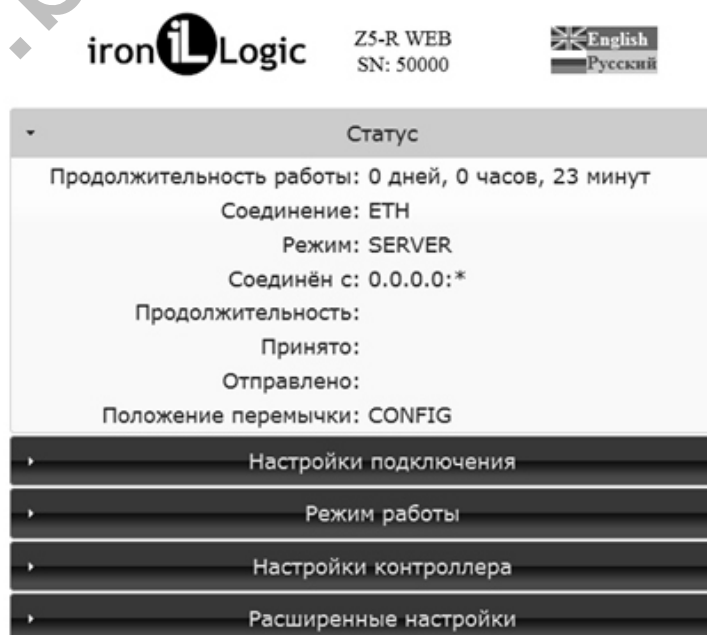 iron Logic
Z5-R WEB
SN: 50000
English
Русский
Статус
Продолжительность работы: 0 дней, 0 часов, 23 минут
Соединение: ETH
Режим: SERVER
Соединён с: 0.0.0.0:*
Продолжительность:
Принято:
Отправлено:
Положение перемычки: CONFIG
Настройки подключения
Режим работы
Настройки контроллера
Расширенные настройки